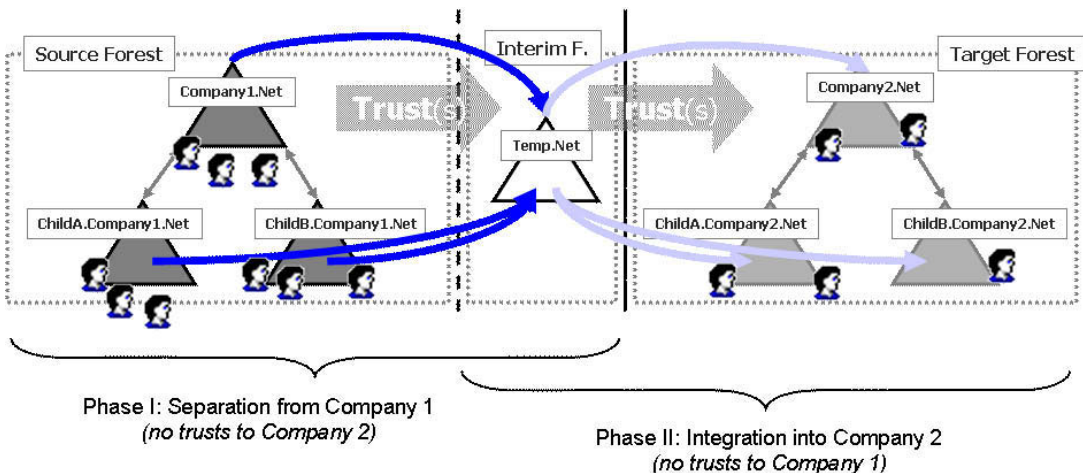 Source Forest
Interim F.
Target Forest
Company1.Net
Trust(s)
Trust(s)
Company2.Net
Temp.Net
ChildA.Company1.Net
ChildB.Company1.Net
ChildA.Company2.Net
ChildB.Company2.Net
Phase I: Separation from Company 1
(no trusts to Company 2)
Phase II: Integration into Company 2
(no trusts to Company 1)